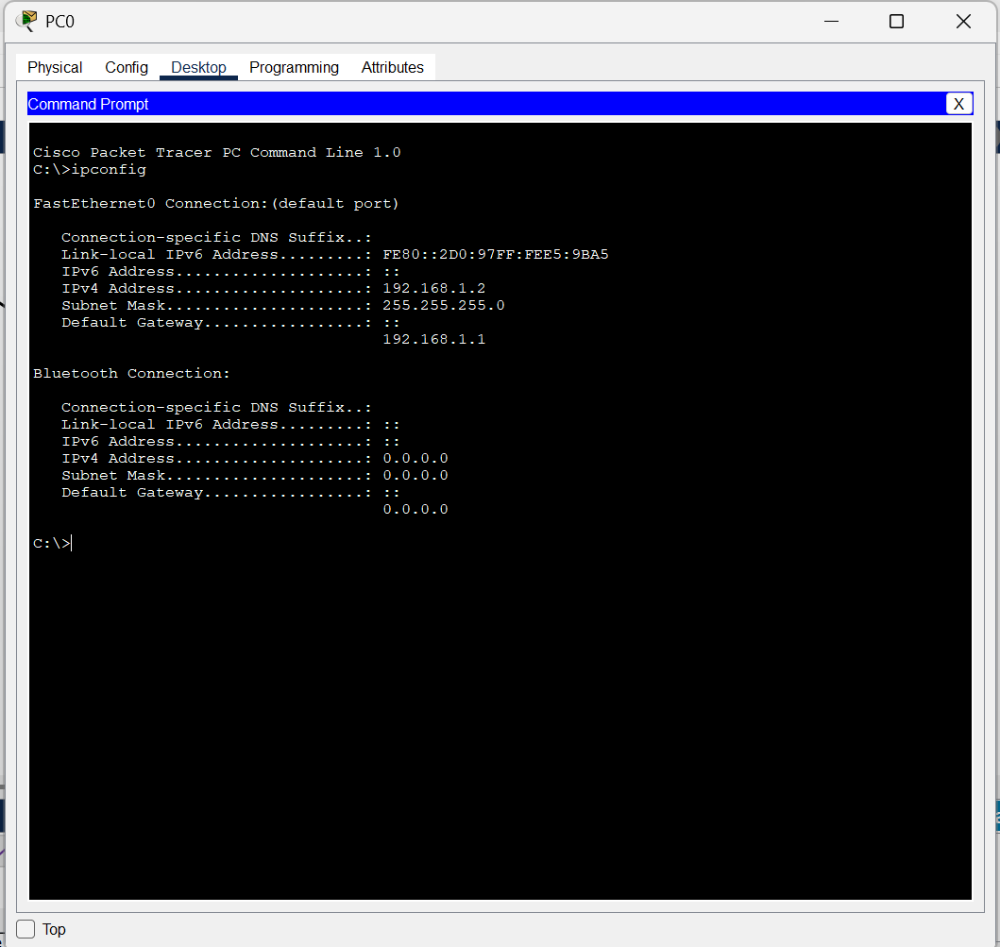 PC0
Physical Config Desktop Programming Attributes
Command Prompt X
Cisco Packet Tracer PC Command Line 1.0
C:\>ipconfig
FastEthernet0 Connection:(default port)
Connection-specific DNS Suffix..:
Link-local IPv6 Address.........: FE80::2D0:97FF:FEE5:9BA5
IPv6 Address....................: ::
IPv4 Address....................: 192.168.1.2
Subnet Mask.....................: 255.255.255.0
Default Gateway.................: ::
192.168.1.1
Bluetooth Connection:
Connection-specific DNS Suffix..:
Link-local IPv6 Address.........: ::
IPv6 Address....................: ::
IPv4 Address....................: 0.0.0.0
Subnet Mask.....................: 0.0.0.0
Default Gateway.................: ::
0.0.0.0
C:\>
Top